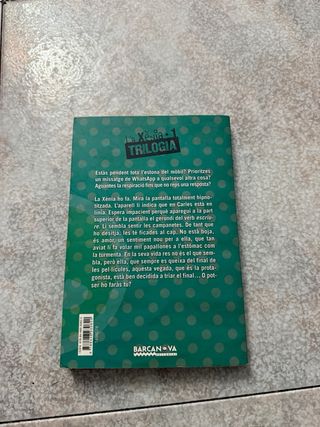 Xènia + 1
TRILOGIA
Estàs pendent tota l'estona del mòbil? Prioritzes
un missatge de WhatsApp a qualsevol altra cosa?
Aguantes la respiració fins que no reps una resposta?
La Xènia ho fa. Mira la pantalla totalment hipno-
titzada. L'aparell li indica que en Carles està en
línia. Espera impacient perquè aparegui a la part
superior de la pantalla el gerundi del verb escriu-
re. Li sembla sentir les campanetes. De tant que
ho desitja, les té ficades al cap. No està boja,
és amor, un sentiment nou per a ella, que tan
aviat li fa volar mil papallones a l'estómac com
la turmenta. En la seva vida res no és el que sem-
bla, però ella, que sempre es queixa del final de
les pel·lícules, aquesta vegada, que és la prota-
gonista, està ben decidida a triar el final... O pot-
ser ho faràs tu?
BARCANOVA
EDITORIAL